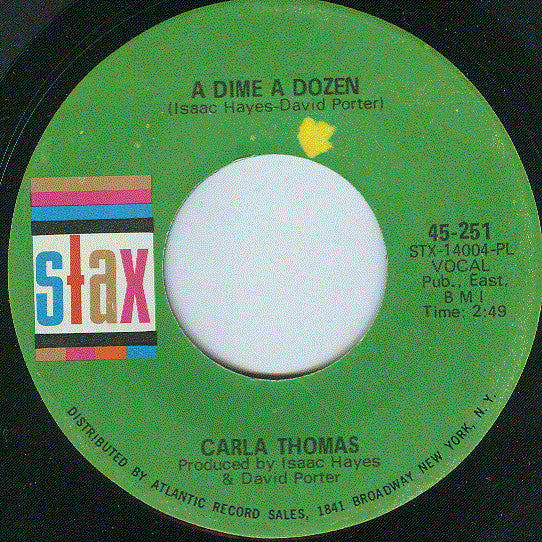 A DIME A DOZEN
(Isaac Hayes-David Porter)
stax
45-251
STX-14004-PL
VOCAL
Pub., East,
B M I
Time: 2:49
CARLA THOMAS
Produced by Isaac Hayes
& David Porter
DISTRIBUTED BY ATLANTIC RECORD SALES, 1841 BROADWAY NEW YORK, N.Y.